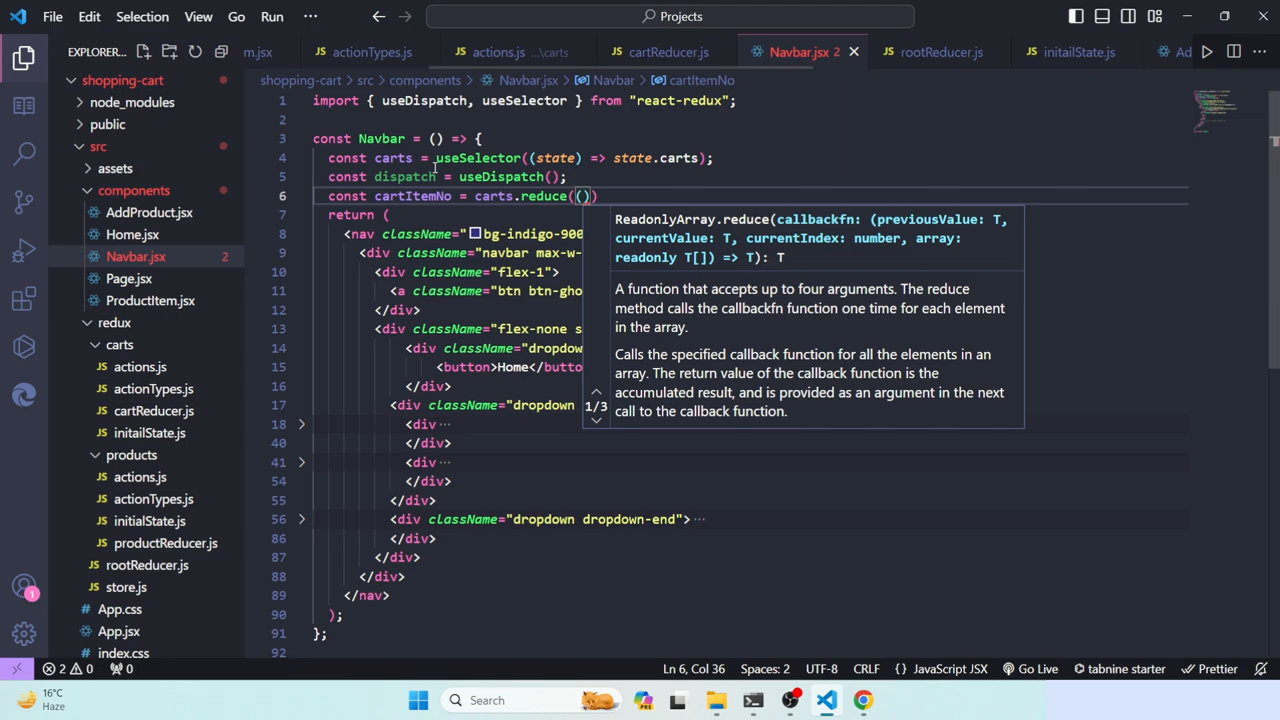 File Edit Selection View Go Run ··· Projects
EXPLORER... m.jsx actionTypes.js actions.js ...\carts cartReducer.js Navbar.jsx 2 rootReducer.js initailState.js Ad
shopping-cart
node_modules
public
src
assets
components
AddProduct.jsx
Home.jsx
Navbar.jsx 2
Page.jsx
ProductItem.jsx
redux
carts
actions.js
actionTypes.js
cartReducer.js
initailState.js
products
actions.js
actionTypes.js
initialState.js
productReducer.js
rootReducer.js
store.js
App.css
App.jsx
index.css
shopping-cart > src > components > Navbar.jsx > Navbar > cartItemNo
1 import { useDispatch, useSelector } from "react-redux";
2
3 const Navbar = () => {
4 const carts = useSelector((state) => state.carts);
5 const dispatch = useDispatch();
6 const cartItemNo = carts.reduce(())
7 return (
8 <nav className="bg-indigo-900
9 <div className="navbar max-w-
10 <div className="flex-1">
11 <a className="btn btn-gho
12 </div>
13 <div className="flex-none s
14 <div className="dropdow
15 <button>Home</butto
16 </div>
17 <div className="dropdown
18 <div···
40 </div>
41 <div···
54 </div>
55 </div>
56 <div className="dropdown dropdown-end">···
86 </div>
87 </div>
88 </div>
89 </nav>
90 );
91 };
92
ReadonlyArray.reduce(callbackfn: (previousValue: T,
currentValue: T, currentIndex: number, array:
readonly T[]) => T): T
A function that accepts up to four arguments. The reduce
method calls the callbackfn function one time for each element
in the array.
Calls the specified callback function for all the elements in an
array. The return value of the callback function is the
accumulated result, and is provided as an argument in the next
call to the callback function.
1/3
1
2 0 0 Ln 6, Col 36 Spaces: 2 UTF-8 CRLF {} JavaScript JSX Go Live tabnine starter Prettier
16°C
Haze
Search
PRE